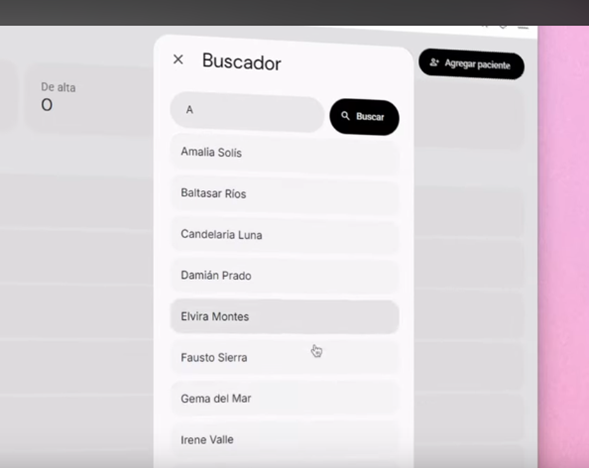 Buscador
Agregar paciente
De alta
0
A
Buscar
Amalia Solís
Baltasar Ríos
Candelaria Luna
Damián Prado
Elvira Montes
Fausto Sierra
Gema del Mar
Irene Valle